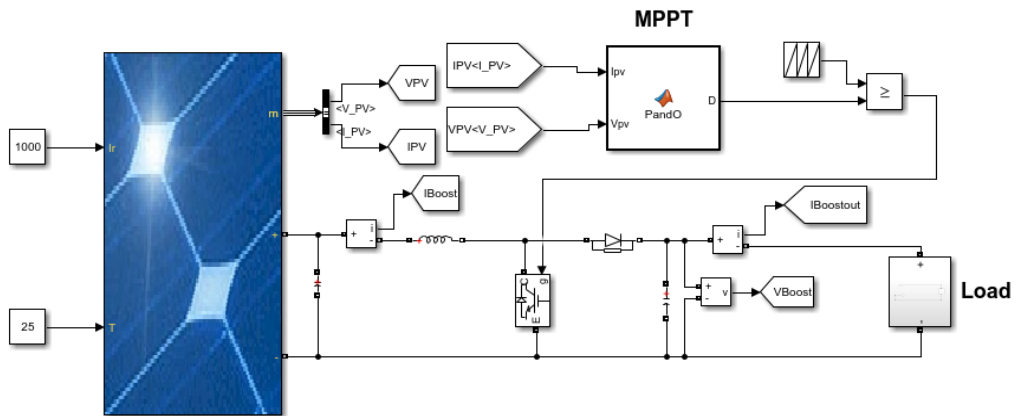 MPPT
<V_PV>
<I_PV>
VPV
IPV
IPV<I_PV>
VPV<V_PV>
Ipv
Vpv
PandO
D
≥
1000
Ir
m
25
T
+
-
IBoost
+
i
-
C
g
E
IBoostout
+
i
-
+
-
v
VBoost
+
-
Load